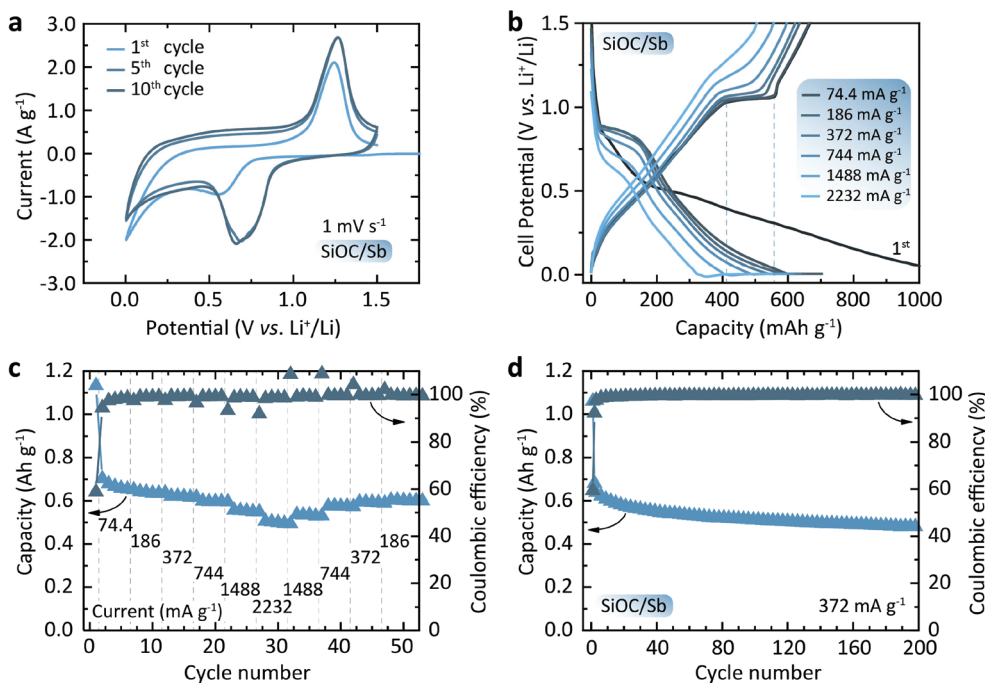 a
3.0
2.0
1.0
0.0
-1.0
-2.0
-3.0
Current (A g⁻¹)
1ˢᵗ cycle
5ᵗʰ cycle
10ᵗʰ cycle
1 mV s⁻¹
SiOC/Sb
0.0 0.5 1.0 1.5
Potential (V vs. Li⁺/Li)
b
1.5
1.0
0.5
0.0
Cell Potential (V vs. Li⁺/Li)
SiOC/Sb
74.4 mA g⁻¹
186 mA g⁻¹
372 mA g⁻¹
744 mA g⁻¹
1488 mA g⁻¹
2232 mA g⁻¹
1ˢᵗ
0 200 400 600 800 1000
Capacity (mAh g⁻¹)
c
1.2
1.0
0.8
0.6
0.4
0.2
0.0
Capacity (Ah g⁻¹)
74.4
186
372
744
1488
2232
1488
744
372
186
Current (mA g⁻¹)
100
80
60
40
20
0
Coulombic efficiency (%)
0 10 20 30 40 50
Cycle number
d
1.2
1.0
0.8
0.6
0.4
0.2
0.0
Capacity (Ah g⁻¹)
SiOC/Sb
372 mA g⁻¹
100
80
60
40
20
0
Coulombic efficiency (%)
0 40 80 120 160 200
Cycle number